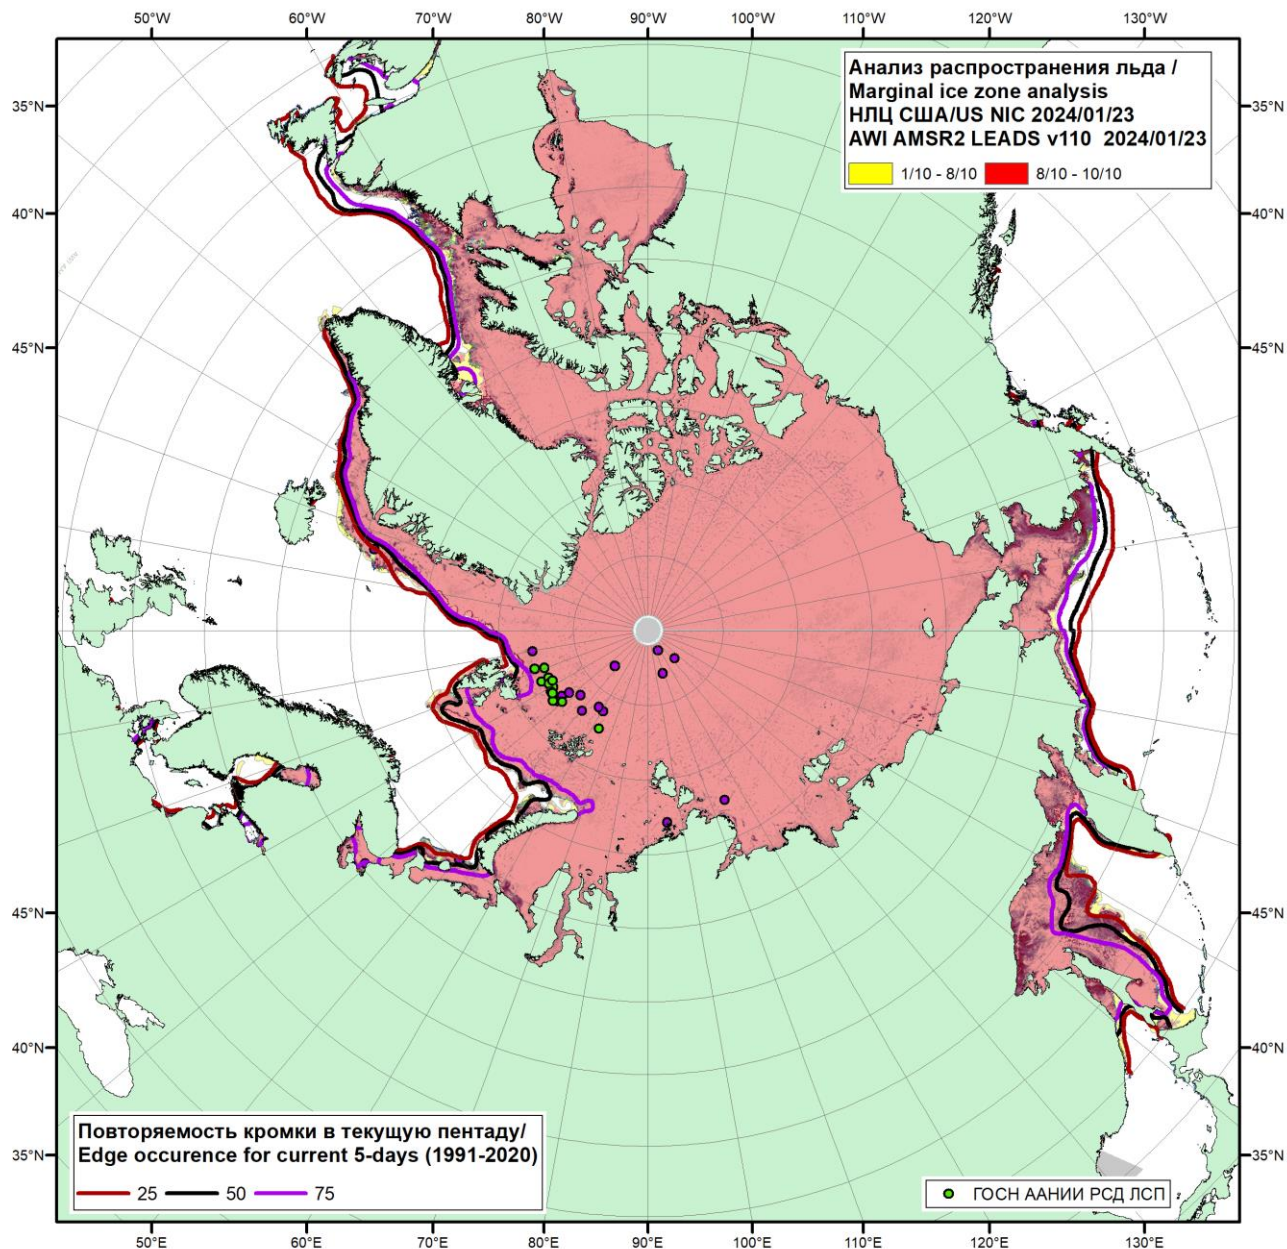 50°W 60°W 70°W 80°W 90°W 100°W 110°W 120°W 130°W
Анализ распространения льда /
Marginal ice zone analysis
НЛЦ США/US NIC 2024/01/23
AWI AMSR2 LEADS v110 2024/01/23
1/10 - 8/10 8/10 - 10/10
35°N 35°N
40°N 40°N
45°N 45°N
45°N 45°N
40°N 40°N
Повторяемость кромки в текущую пентаду/
Edge occurence for current 5-days (1991-2020)
35°N 35°N
25 50 75
ГОСН ААНИИ РСД ЛСП
50°E 60°E 70°E 80°E 90°E 100°E 110°E 120°E 130°E